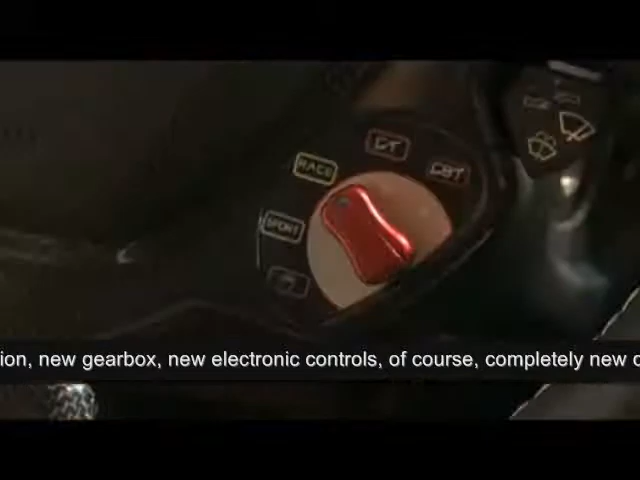 CT
RACE
CST
SPORT
ion, new gearbox, new electronic controls, of course, completely new